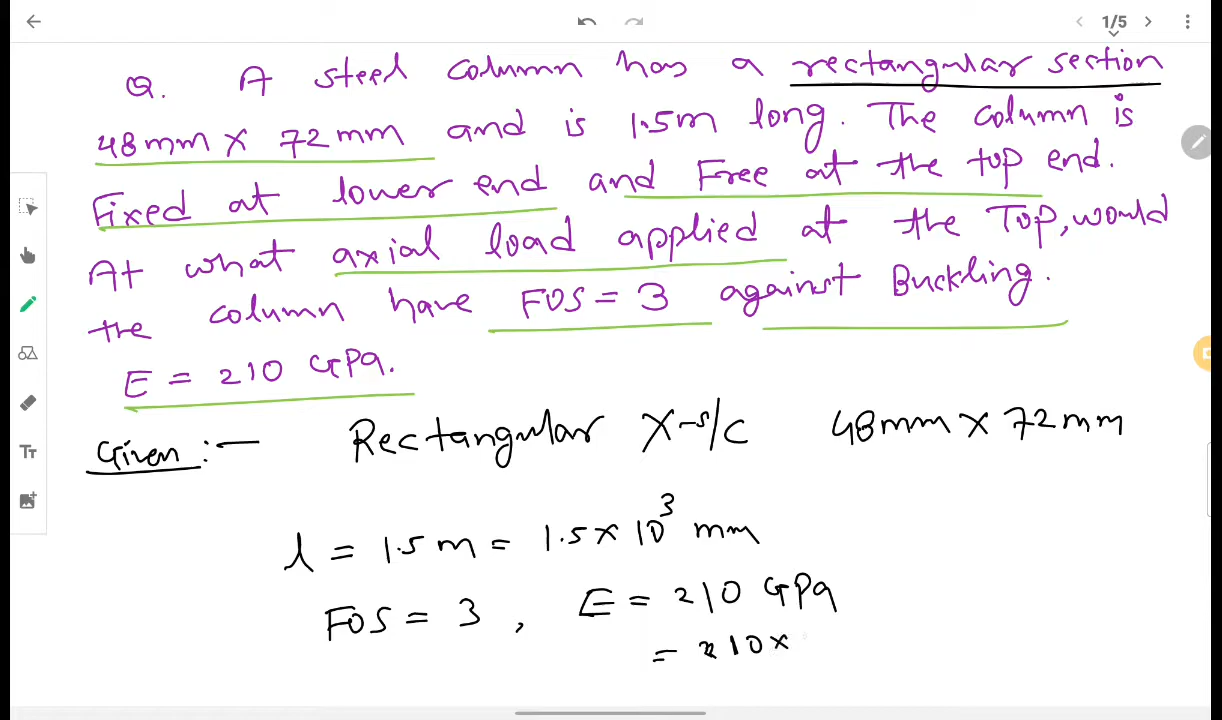 1/5
Q. A steel column has a rectangular section
48mm x 72mm and is 1.5m long. The column is
Fixed at lower end and Free at the top end.
At what axial load applied at the Top, would
the column have FOS = 3 against Buckling.
E = 210 GPa.
Given :- Rectangular X-s/c 48mm x 72mm
l = 1.5m = 1.5 x 10³ mm
FOS = 3 , E = 210 GPa
= 210 x
Tт